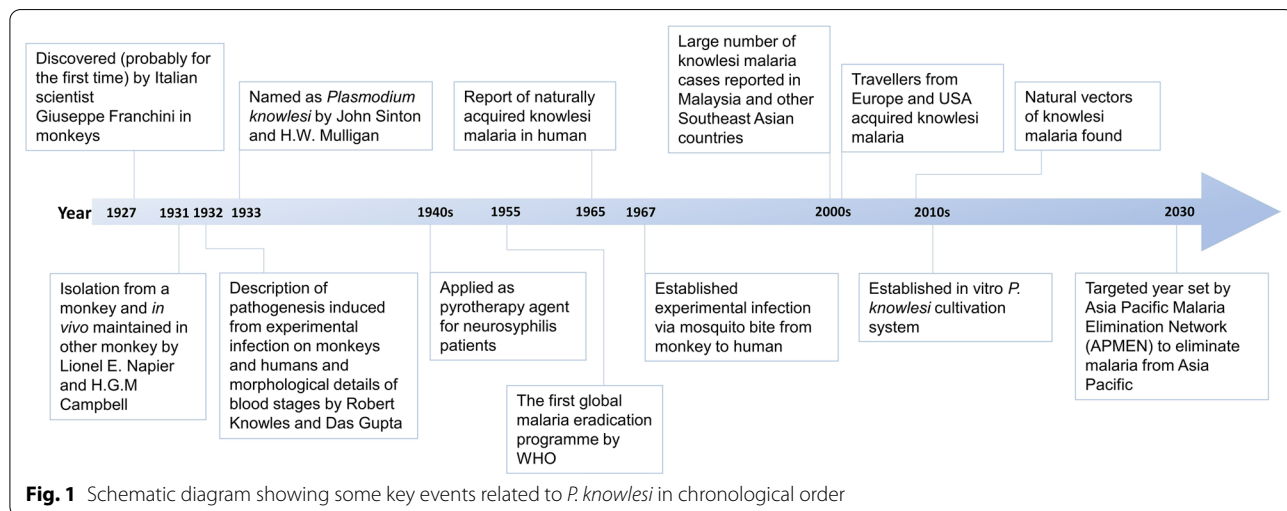 Discovered (probably
for the first time) by Italian
scientist
Giuseppe Franchini in
monkeys
Named as Plasmodium
knowlesi by John Sinton
and H.W. Mulligan
Report of naturally
acquired knowlesi
malaria in human
Large number of
knowlesi malaria
cases reported in
Malaysia and other
Southeast Asian
countries
Travellers from
Europe and USA
acquired knowlesi
malaria
Natural vectors
of knowlesi
malaria found
Year 1927 1931 1932 1933 1940s 1955 1965 1967 2000s 2010s 2030
Isolation from a
monkey and in
vivo maintained in
other monkey by
Lionel E. Napier
and H.G.M
Campbell
Description of
pathogenesis induced
from experimental
infection on monkeys
and humans and
morphological details of
blood stages by Robert
Knowles and Das Gupta
Applied as
pyrotherapy agent
for neurosyphilis
patients
The first global
malaria eradication
programme by
WHO
Established
experimental infection
via mosquito bite from
monkey to human
Established in vitro P.
knowlesi cultivation
system
Targeted year set by
Asia Pacific Malaria
Elimination Network
(APMEN) to eliminate
malaria from Asia
Pacific
Fig. 1 Schematic diagram showing some key events related to P. knowlesi in chronological order